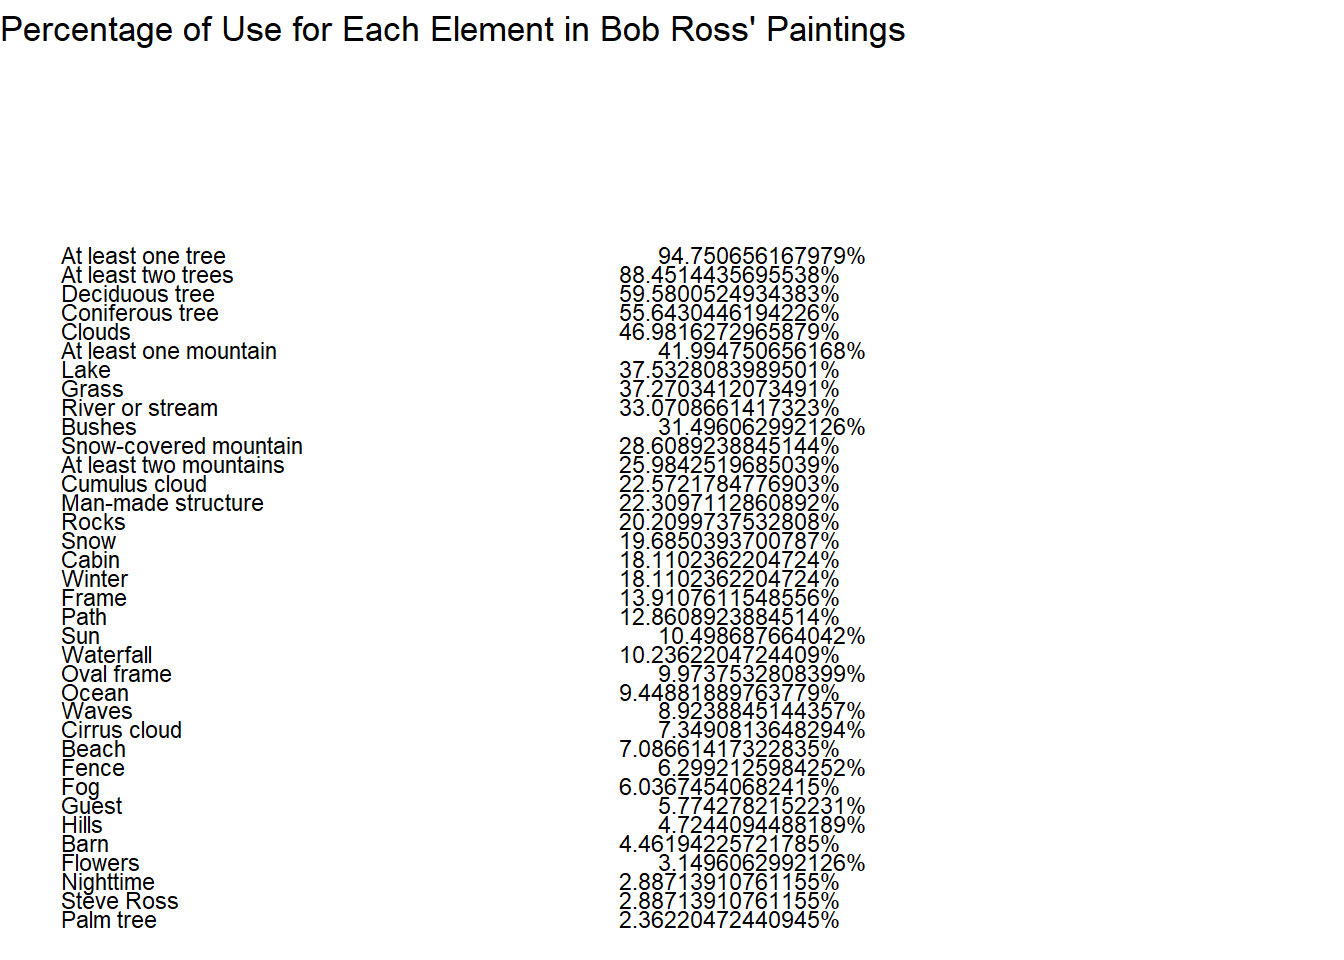 Percentage of Use for Each Element in Bob Ross' Paintings
At least one tree 94.750656167979%
At least two trees 88.4514435695538%
Deciduous tree 59.5800524934383%
Coniferous tree 55.6430446194226%
Clouds 46.9816272965879%
At least one mountain 41.994750656168%
Lake 37.5328083989501%
Grass 37.2703412073491%
River or stream 33.0708661417323%
Bushes 31.496062992126%
Snow-covered mountain 28.6089238845144%
At least two mountains 25.9842519685039%
Cumulus cloud 22.5721784776903%
Man-made structure 22.3097112860892%
Rocks 20.2099737532808%
Snow 19.6850393700787%
Cabin 18.1102362204724%
Winter 18.1102362204724%
Frame 13.9107611548556%
Path 12.8608923884514%
Sun 10.498687664042%
Waterfall 10.2362204724409%
Oval frame 9.9737532808399%
Ocean 9.44881889763779%
Waves 8.9238845144357%
Cirrus cloud 7.3490813648294%
Beach 7.08661417322835%
Fence 6.2992125984252%
Fog 6.03674540682415%
Guest 5.7742782152231%
Hills 4.7244094488189%
Barn 4.46194225721785%
Flowers 3.1496062992126%
Nighttime 2.88713910761155%
Steve Ross 2.88713910761155%
Palm tree 2.36220472440945%